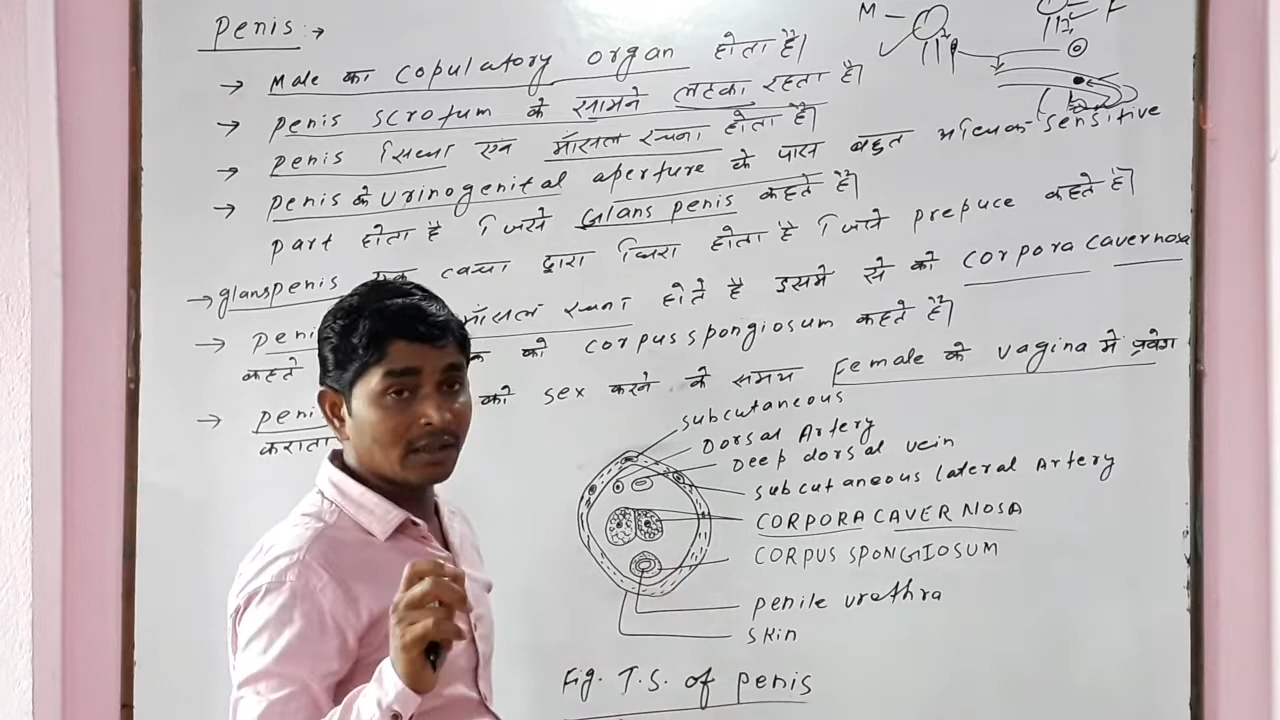 Penis :→
→ Male का copulatory organ होता है।
→ Penis scrotum के सामने लटका रहता है।
→ Penis एवं माँसल रचना होता है।
→ Penis के urinogenital aperture के पास बहुत अधिक sensitive
part होता है जिसे Glans penis कहते है।
→ glanspenis एक त्वचा द्वारा घिरा होता है जिसे prepuce कहते है।
→ peni माँसल रचना होते है इसमे से को corpora cavernosa
कहते को corpus spongiosum कहते है।
→ peni को sex करने के समय Female के vagina मे प्रवेश
कराता
M –
F
subcutaneous
Dorsal Artery
Deep dorsal vein
subcutaneous lateral Artery
CORPORA CAVERNOSA
CORPUS SPONGIOSUM
penile urethra
skin
Fig. T.S. of penis